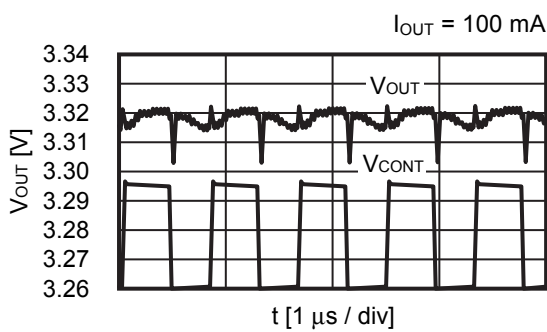 IOUT = 100 mA
3.34
3.33
3.32
3.31
3.30
3.29
3.28
3.27
3.26
VOUT [V]
VOUT
VCONT
t [1 μs / div]